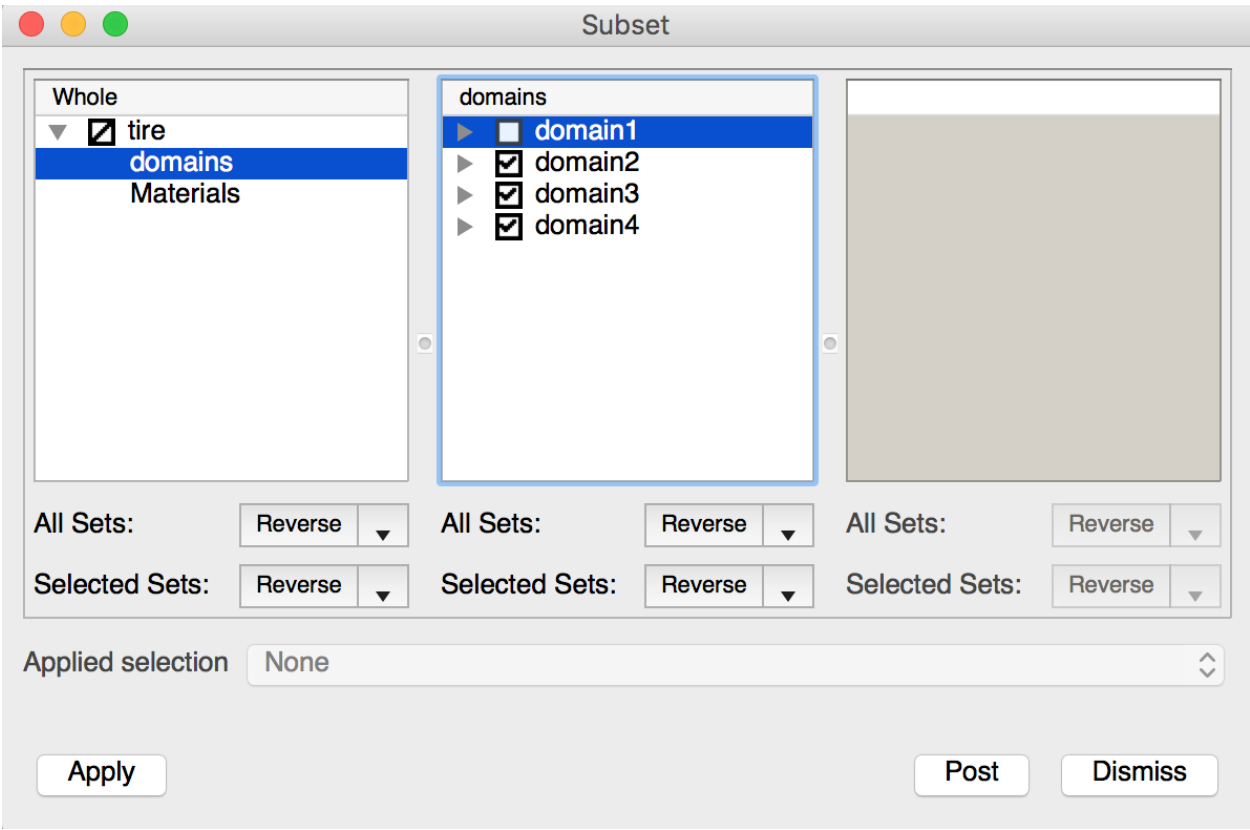 Subset
Whole
tire
domains
Materials
domains
domain1
domain2
domain3
domain4
All Sets: Reverse
Selected Sets: Reverse
All Sets: Reverse
Selected Sets: Reverse
All Sets: Reverse
Selected Sets: Reverse
Applied selection None
Apply Post Dismiss